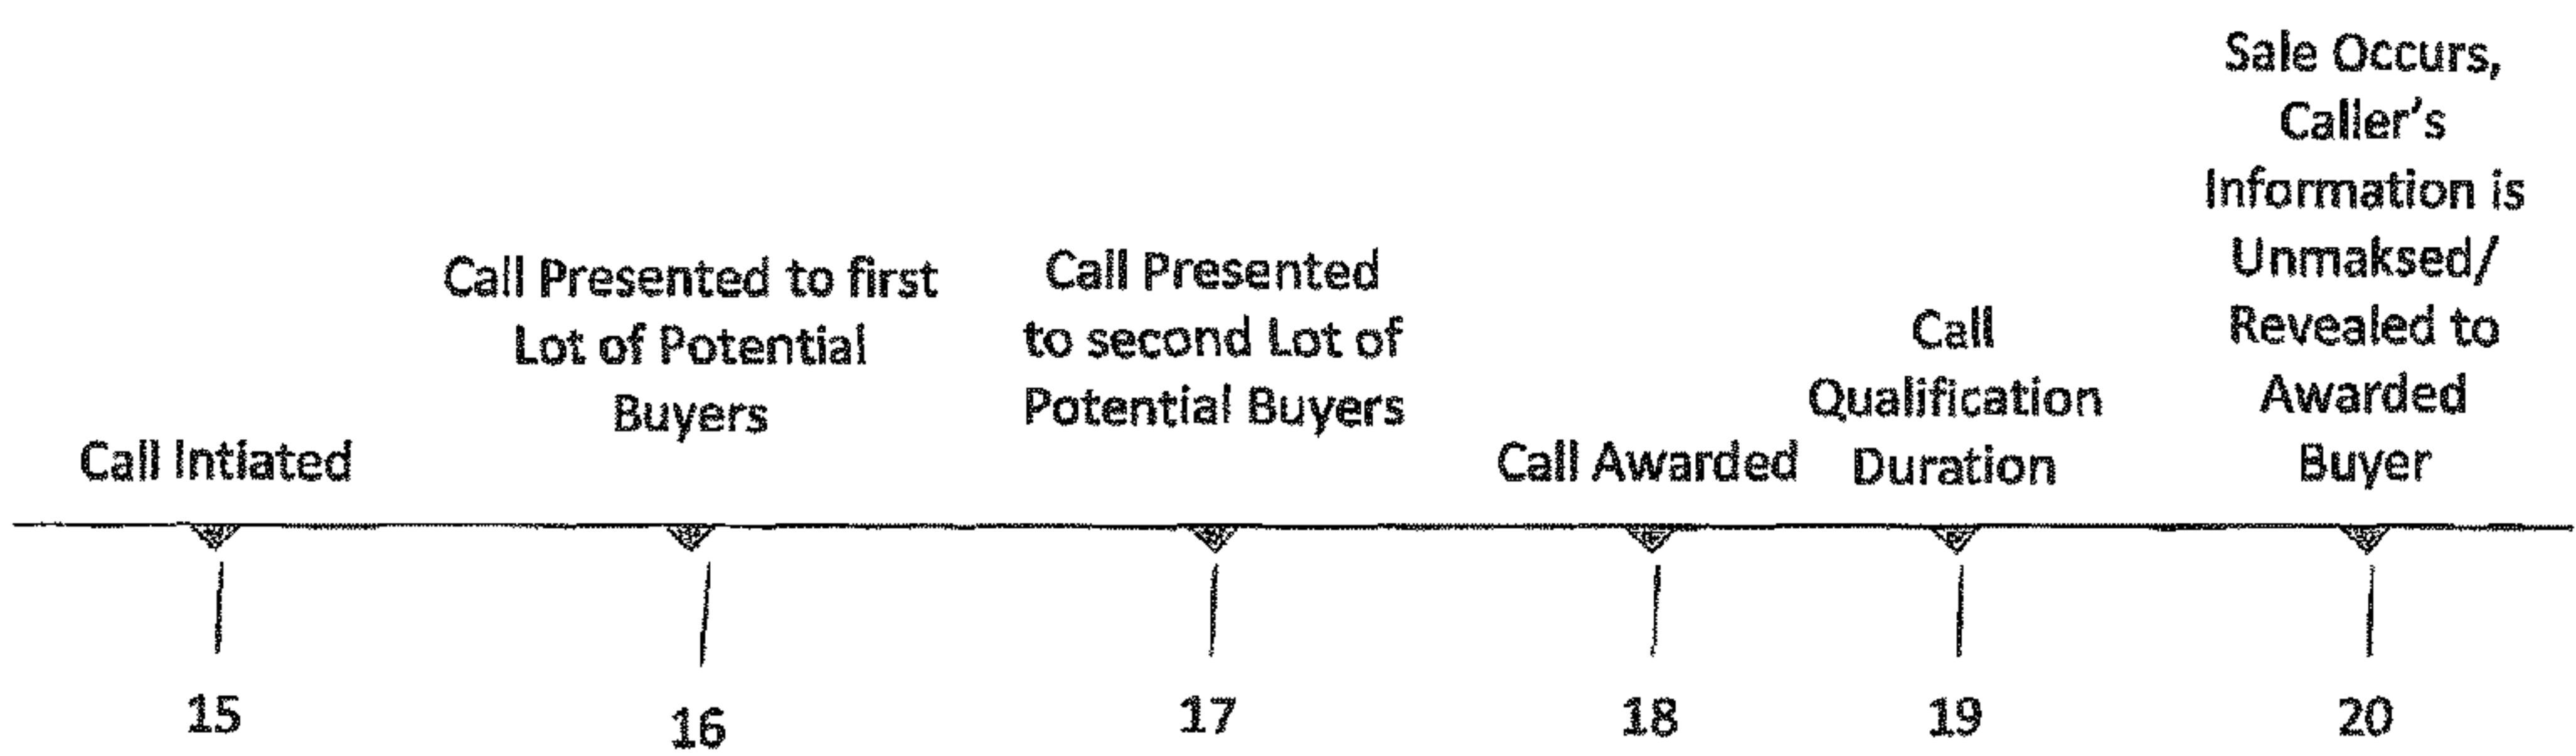 Call Intiated
Call Presented to first
Lot of Potential
Buyers
Call Presented
to second Lot of
Potential Buyers
Call Awarded
Call
Qualification
Duration
Sale Occurs,
Caller's
Information is
Unmaksed/
Revealed to
Awarded
Buyer
15
16
17
18
19
20